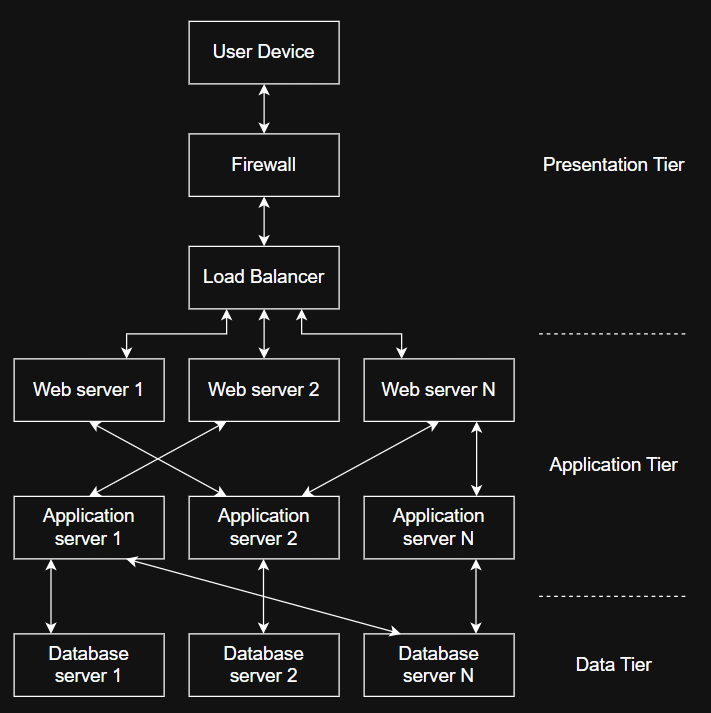 User Device
Firewall
Presentation Tier
Load Balancer
Web server 1
Web server 2
Web server N
Application Tier
Application
server 1
Application
server 2
Application
server N
Database
server 1
Database
server 2
Database
server N
Data Tier